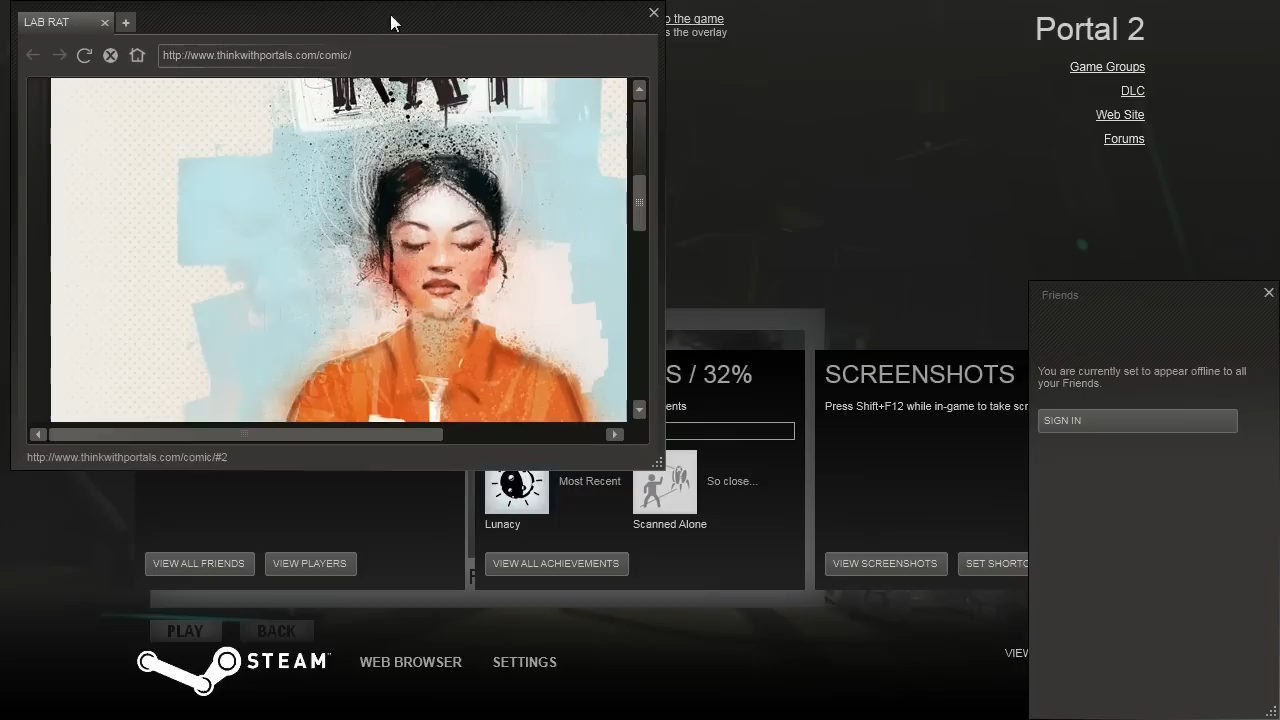 LAB RAT
http://www.thinkwithportals.com/comic/
RAT
http://www.thinkwithportals.com/comic/#2
o the game
s the overlay
Portal 2
Game Groups
DLC
Web Site
Forums
Friends
You are currently set to appear offline to all
your Friends.
SIGN IN
S / 32%
ents
Most Recent
So close...
Lunacy
Scanned Alone
SCREENSHOTS
Press Shift+F12 while in-game to take scr
VIEW ALL FRIENDS
VIEW PLAYERS
VIEW ALL ACHIEVEMENTS
VIEW SCREENSHOTS
SET SHORTC
PLAY
BACK
STEAM™
WEB BROWSER
SETTINGS
VIEW